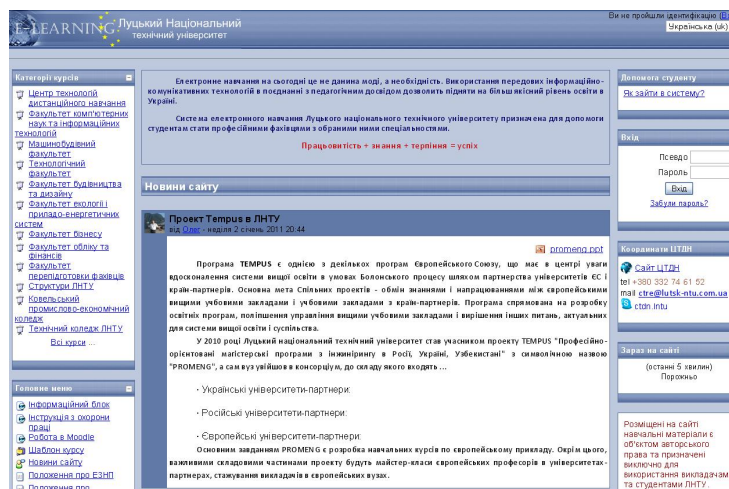 E-LEARNING Луцький Національний
технічний університет
Ви не пройшли ідентифікацію
Українська (uk)
Категорії курсів
Центр технологій
дистанційного навчання
Факультет комп'ютерних
наук та інформаційних
технологій
Машинобудівний
факультет
Технологічний
факультет
Факультет будівництва
та дизайну
Факультет екології і
приладо-енергетичних
систем
Факультет бізнесу
Факультет обліку та
фінансів
Факультет
перепідготовки фахівців
Структури ЛНТУ
Ковельський
промислово-економічний
коледж
Технічний коледж ЛНТУ
Всі курси ...
Головне меню
Інформаційний блок
Інструкція з охорони
праці
Робота в Moodle
Шаблон курсу
Новини сайту
Положення про ЕЗНП
Положення про
Електронне навчання на сьогодні це не данина моді, а необхідність. Використання передових інформаційно-
комунікативних технологій в поєднанні з педагогічним досвідом дозволить підняти на більш якісний рівень освіти в
Україні.
Система електронного навчання Луцького національного технічного університету призначена для допомоги
студентам стати професійними фахівцями з обраними ними спеціальностями.
Працьовитість + знання + терпіння = успіх
Новини сайту
Проект Tempus в ЛНТУ
від Олег - неділя 2 січень 2011 20:44
promeng.ppt
Програма TEMPUS є однією з декількох програм Європейського Союзу, що має в центрі уваги
вдосконалення системи вищої освіти в умовах Болонського процесу шляхом партнерства університетів ЄС і
країн-партнерів. Основна мета Спільних проектів - обмін знаннями і напрацюваннями між європейськими
вищими учбовими закладами і учбовими закладами з країн-партнерів. Програма спрямована на розробку
освітніх програм, поліпшення управління вищими учбовими закладами і вирішення інших питань, актуальних
для системи вищої освіти і суспільства.
У 2010 році Луцький національний технічний університет став учасником проекту TEMPUS "Професійно-
орієнтовані магістерські програми з інжинірингу в Росії, Україні, Узбекистані" з символічною назвою
"PROMENG", а сам вуз увійшов в консорціум, до складу якого входять ...
· Українські університети-партнери:
· Російські університети-партнери:
· Європейські університети-партнери:
Основним завданням PROMENG є розробка навчальних курсів по європейському прикладу. Окрім цього,
важливими складовими частинами проекту будуть майстер-класи європейських професорів в університетах-
партнерах, стажування викладачів в європейських вузах.
Допомога студенту
Як зайти в систему?
Вхід
Псевдо
Пароль
Вхід
Забули пароль?
Координати ЦТДН
Сайт ЦТДН
tel +380 332 74 61 52
mail ctre@lutsk-ntu.com.ua
ctdn.lntu
Зараз на сайті
(останні 5 хвилин)
Порожньо
Розміщені на сайті
навчальні матеріали є
об'єктом авторського
права та призначені
виключно для
використання викладачами
та студентами ЛНТУ.